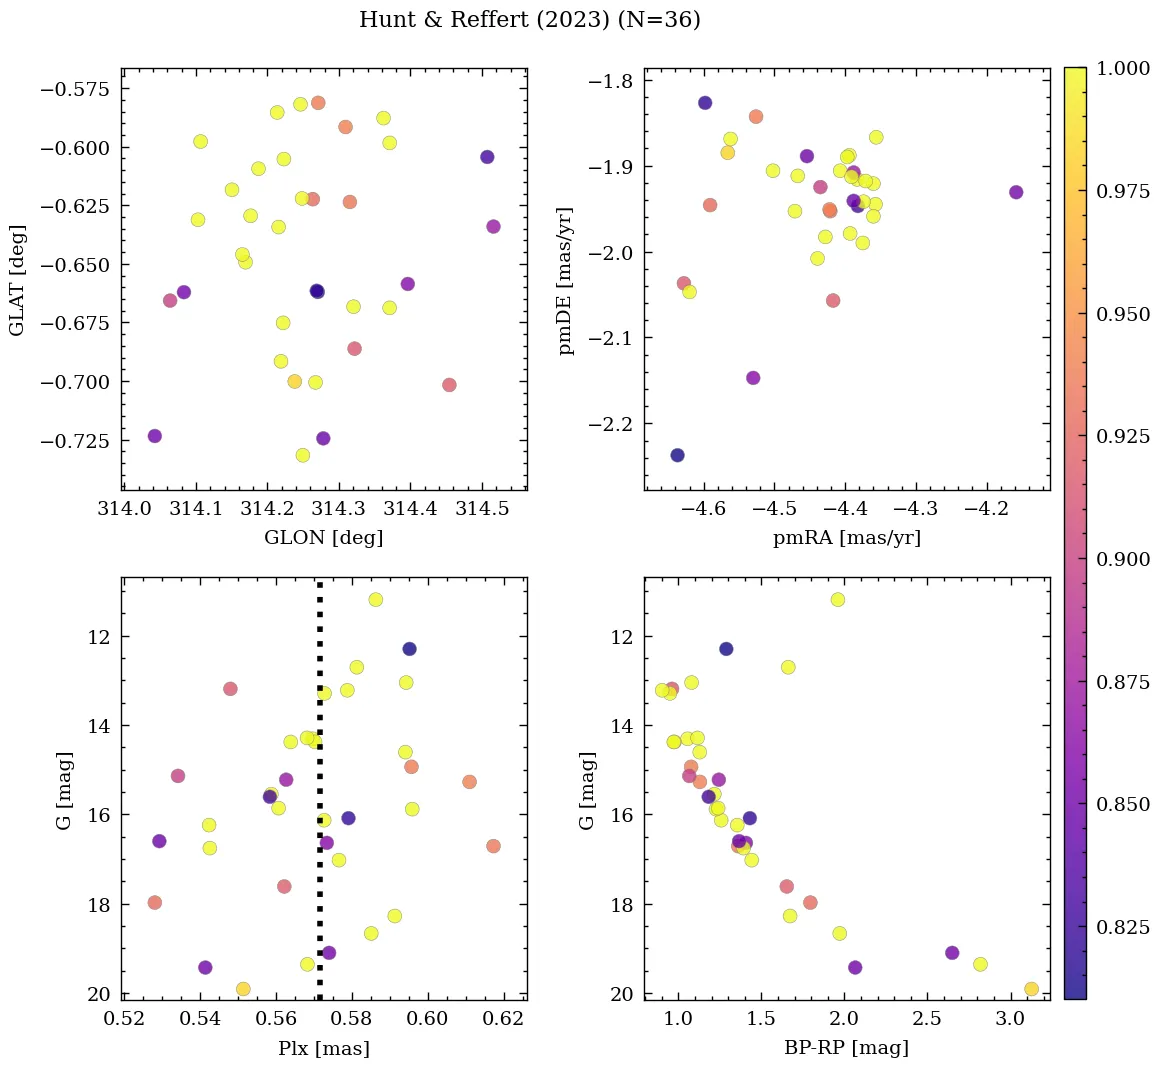 Hunt & Reffert (2023) (N=36)
−0.575
−0.600
−0.625
−0.650
−0.675
−0.700
−0.725
GLAT [deg]
314.0 314.1 314.2 314.3 314.4 314.5
GLON [deg]
−1.8
−1.9
−2.0
−2.1
−2.2
pmDE [mas/yr]
−4.6 −4.5 −4.4 −4.3 −4.2
pmRA [mas/yr]
12
14
16
18
20
G [mag]
0.52 0.54 0.56 0.58 0.60 0.62
Plx [mas]
12
14
16
18
20
G [mag]
1.0 1.5 2.0 2.5 3.0
BP-RP [mag]
1.000
0.975
0.950
0.925
0.900
0.875
0.850
0.825